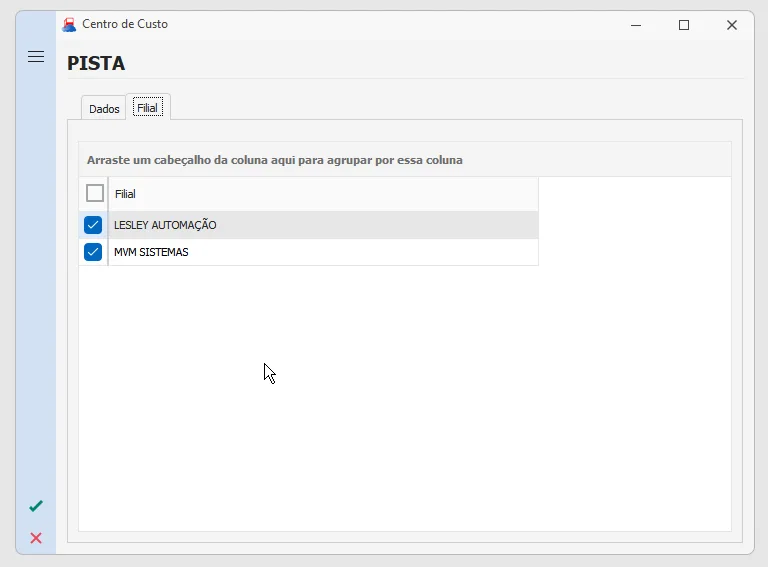 Centro de Custo
PISTA
Dados
Filial
Arraste um cabeçalho da coluna aqui para agrupar por essa coluna
Filial
LESLEY AUTOMAÇÃO
MVM SISTEMAS